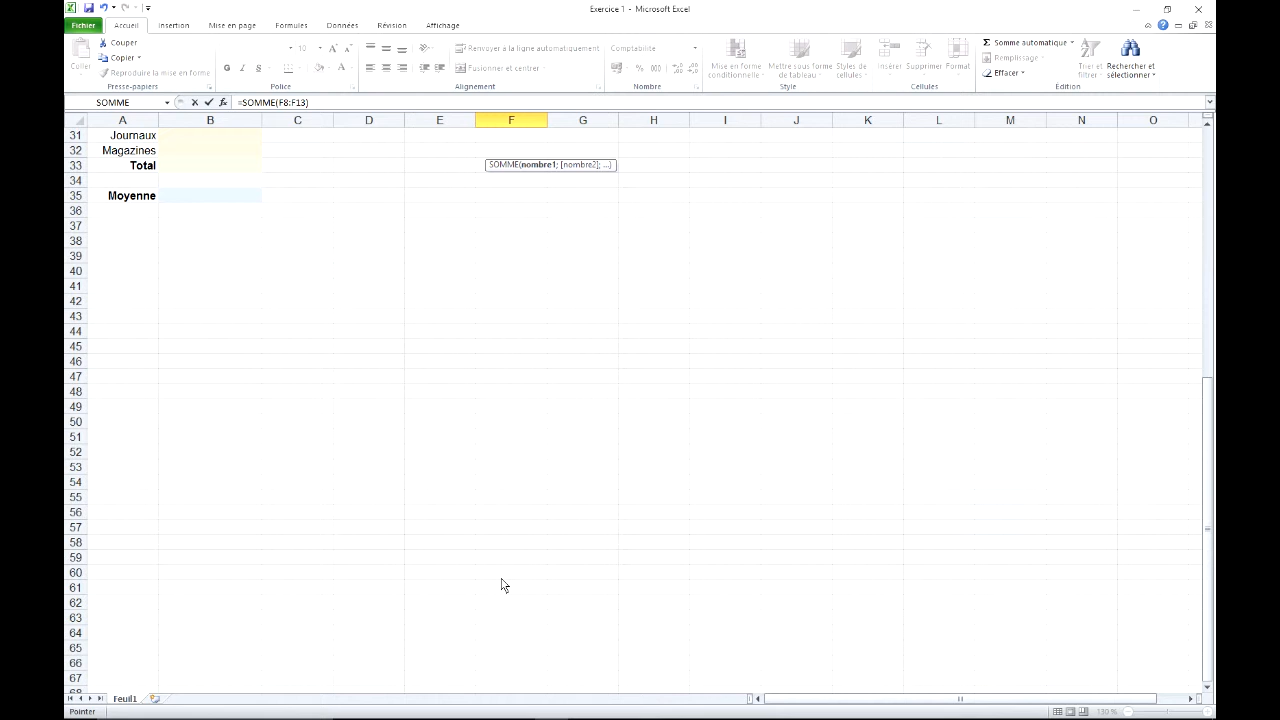 Exercice 1 - Microsoft Excel
Fichier Accueil Insertion Mise en page Formules Données Révision Affichage
Coller
Couper
Copier
Reproduire la mise en forme
Presse-papiers
10
G I S
Police
Renvoyer à la ligne automatiquement
Fusionner et centrer
Alignement
Comptabilité
% 000
Nombre
Mise en forme conditionnelle
Mettre sous forme de tableau
Styles de cellules
Style
Insérer
Supprimer
Format
Cellules
Somme automatique
Remplissage
Effacer
Trier et filtrer
Rechercher et sélectionner
Edition
SOMME fx =SOMME(F8:F13)
A B C D E F G H I J K L M N O
31 Journaux
32 Magazines
33 Total SOMME(nombre1; [nombre2]; ...)
34
35 Moyenne
36
37
38
39
40
41
42
43
44
45
46
47
48
49
50
51
52
53
54
55
56
57
58
59
60
61
62
63
64
65
66
67
68
Feuil1
Pointer
130 %